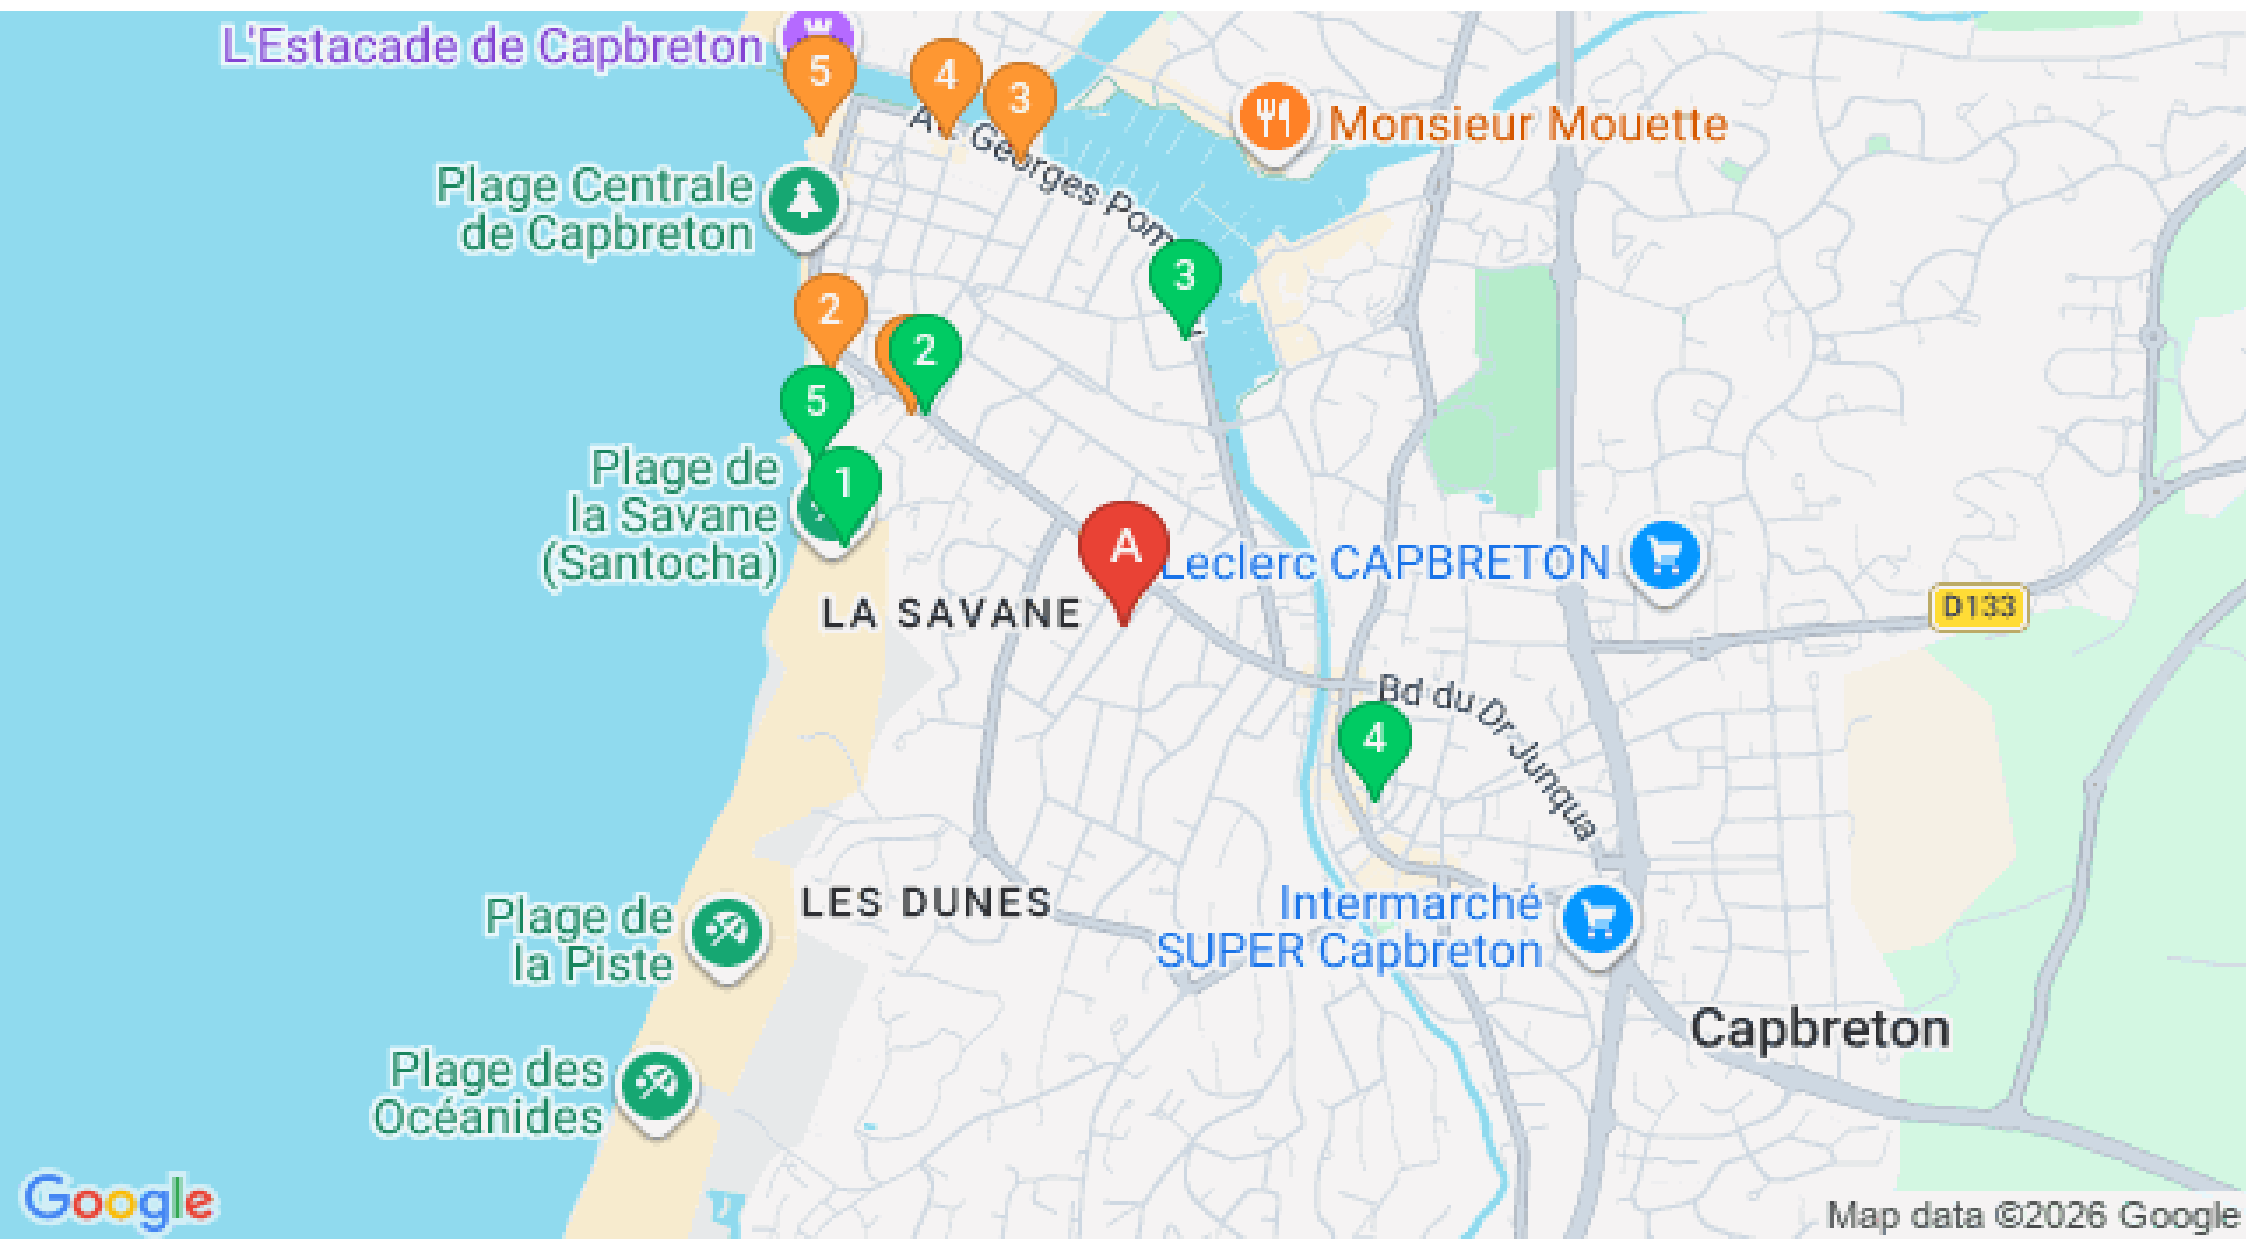 L'Estacade de Capbreton
5
4
3
Av. Georges Pom
Monsieur Mouette
Plage Centrale
de Capbreton
3
2
2
5
Plage de
la Savane
(Santocha)
1
A
Leclerc CAPBRETON
D133
LA SAVANE
Bd du Dr Junqua
4
LES DUNES
Plage de
la Piste
Intermarché
SUPER Capbreton
Capbreton
Plage des
Océanides
Google
Map data ©2026 Google